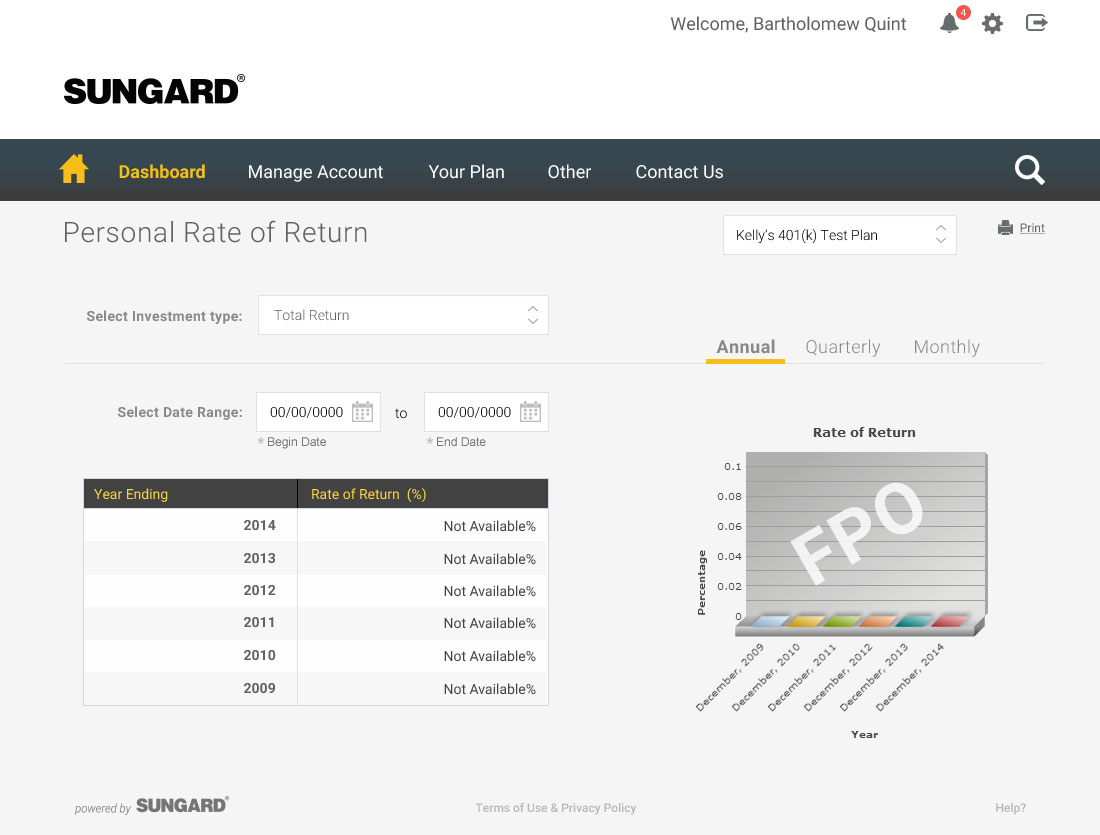 Welcome, Bartholomew Quint
4
SUNGARD®
Dashboard
Manage Account
Your Plan
Other
Contact Us
Personal Rate of Return
Kelly's 401(k) Test Plan
Print
Select Investment type:
Total Return
Annual
Quarterly
Monthly
Select Date Range:
00/00/0000
to
00/00/0000
* Begin Date
* End Date
Year Ending
Rate of Return (%)
2014
Not Available%
2013
Not Available%
2012
Not Available%
2011
Not Available%
2010
Not Available%
2009
Not Available%
Rate of Return
0.1
0.08
0.06
0.04
0.02
0
Percentage
FPO
December, 2009
December, 2010
December, 2011
December, 2012
December, 2013
December, 2014
Year
powered by SUNGARD®
Terms of Use & Privacy Policy
Help?